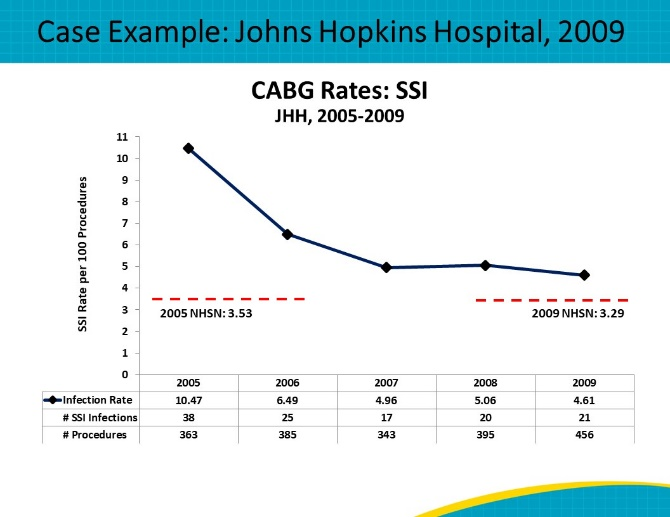 Case Example: Johns Hopkins Hospital, 2009
CABG Rates: SSI
JHH, 2005-2009
SSI Rate per 100 Procedures
11
10
9
8
7
6
5
4
3
2
1
0
2005 NHSN: 3.53
2009 NHSN: 3.29
2005 2006 2007 2008 2009
Infection Rate 10.47 6.49 4.96 5.06 4.61
# SSI Infections 38 25 17 20 21
# Procedures 363 385 343 395 456